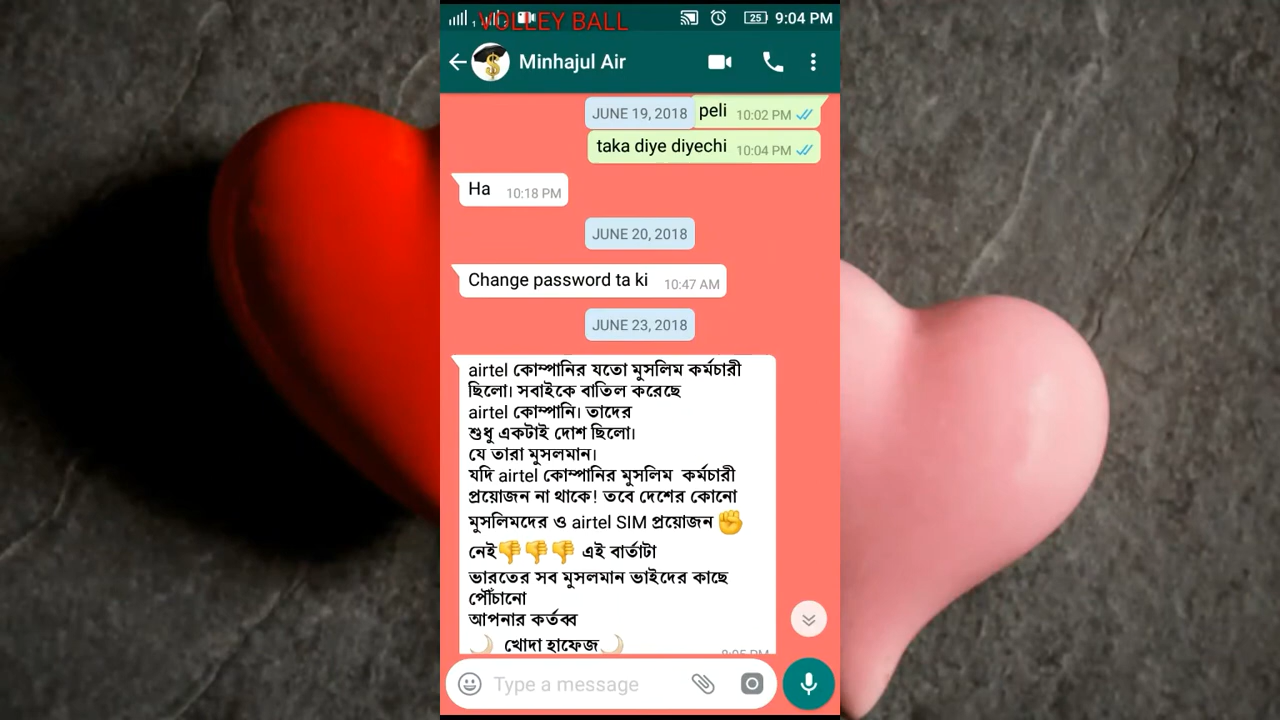 VOLLEY BALL
25 9:04 PM
Minhajul Air
JUNE 19, 2018
peli 10:02 PM
taka diye diyechi 10:04 PM
Ha 10:18 PM
JUNE 20, 2018
Change password ta ki 10:47 AM
JUNE 23, 2018
airtel কোম্পানির যতো মুসলিম কর্মচারী
ছিলো। সবাইকে বাতিল করেছে
airtel কোম্পানি। তাদের
শুধু একটাই দোশ ছিলো।
যে তারা মুসলমান।
যদি airtel কোম্পানির মুসলিম কর্মচারী
প্রয়োজন না থাকে! তবে দেশের কোনো
মুসলিমদের ও airtel SIM প্রয়োজন ✊
নেই👎👎👎 এই বার্তাটা
ভারতের সব মুসলমান ভাইদের কাছে
পৌঁচানো
আপনার কর্তব্ব
🌙 খোদা হাফেজ🌙
Type a message